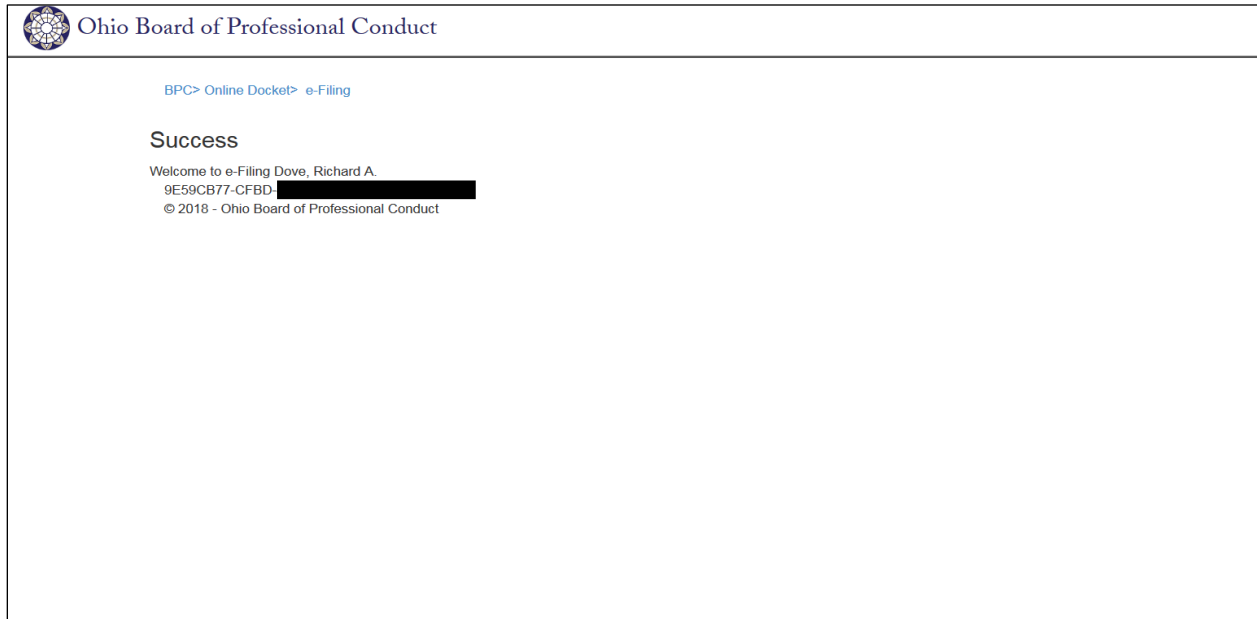 Ohio Board of Professional Conduct
BPC> Online Docket> e-Filing
Success
Welcome to e-Filing Dove, Richard A.
9E59CB77-CFBD-
© 2018 - Ohio Board of Professional Conduct